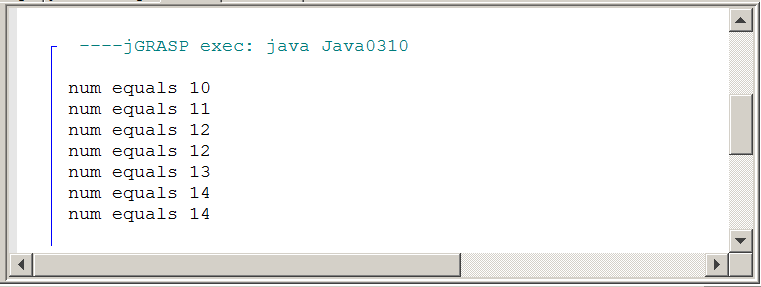 ----jGRASP exec: java Java0310
num equals 10
num equals 11
num equals 12
num equals 12
num equals 13
num equals 14
num equals 14